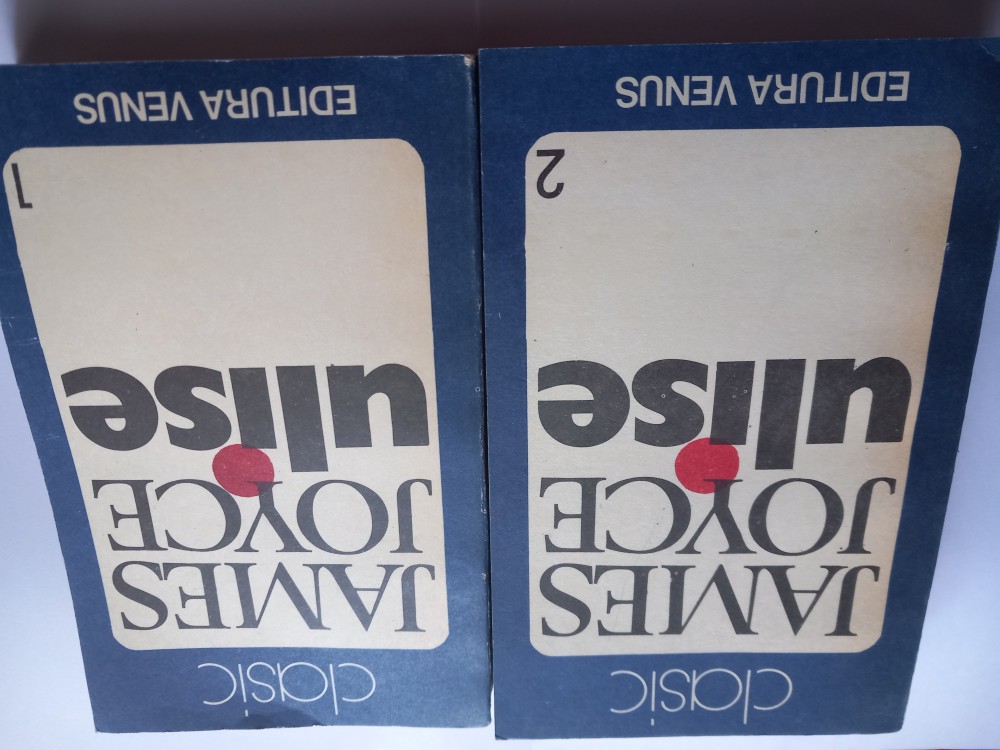 clasic
JAMES
JOYCE
ulise
1
EDITURA VENUS
clasic
JAMES
JOYCE
ulise
2
EDITURA VENUS